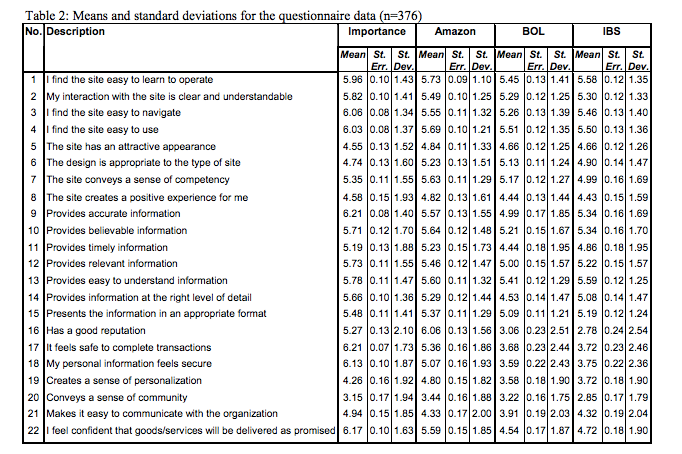 Table 2: Means and standard deviations for the questionnaire data (n=376)
No. Description Importance Amazon BOL IBS
Mean St. St. Mean St. St. Mean St. St. Mean St. St.
Err. Dev. Err. Dev. Err. Dev. Err. Dev.
1 I find the site easy to learn to operate 5.96 0.10 1.43 5.73 0.09 1.10 5.45 0.13 1.41 5.58 0.12 1.35
2 My interaction with the site is clear and understandable 5.82 0.10 1.41 5.49 0.10 1.25 5.29 0.12 1.25 5.30 0.12 1.33
3 I find the site easy to navigate 6.06 0.08 1.34 5.55 0.11 1.32 5.26 0.13 1.39 5.46 0.13 1.40
4 I find the site easy to use 6.03 0.08 1.37 5.69 0.10 1.21 5.51 0.12 1.35 5.50 0.13 1.36
5 The site has an attractive appearance 4.55 0.13 1.52 4.84 0.11 1.33 4.66 0.12 1.25 4.66 0.12 1.26
6 The design is appropriate to the type of site 4.74 0.13 1.60 5.23 0.13 1.51 5.13 0.11 1.24 4.90 0.14 1.47
7 The site conveys a sense of competency 5.35 0.11 1.55 5.63 0.11 1.29 5.17 0.12 1.27 4.99 0.16 1.69
8 The site creates a positive experience for me 4.58 0.15 1.93 4.82 0.13 1.61 4.44 0.13 1.44 4.43 0.15 1.59
9 Provides accurate information 6.21 0.08 1.40 5.57 0.13 1.55 4.99 0.17 1.85 5.34 0.16 1.69
10 Provides believable information 5.71 0.12 1.70 5.64 0.12 1.48 5.21 0.15 1.67 5.34 0.16 1.70
11 Provides timely information 5.19 0.13 1.88 5.23 0.15 1.73 4.44 0.18 1.95 4.86 0.18 1.95
12 Provides relevant information 5.73 0.11 1.55 5.46 0.12 1.47 5.00 0.15 1.57 5.22 0.15 1.57
13 Provides easy to understand information 5.78 0.11 1.47 5.60 0.11 1.32 5.41 0.12 1.29 5.59 0.12 1.25
14 Provides information at the right level of detail 5.66 0.10 1.36 5.29 0.12 1.44 4.53 0.14 1.47 5.08 0.14 1.47
15 Presents the information in an appropriate format 5.48 0.11 1.41 5.37 0.11 1.29 5.09 0.11 1.21 5.19 0.12 1.24
16 Has a good reputation 5.27 0.13 2.10 6.06 0.13 1.56 3.06 0.23 2.51 2.78 0.24 2.54
17 It feels safe to complete transactions 6.21 0.07 1.73 5.36 0.16 1.86 3.68 0.23 2.44 3.72 0.23 2.46
18 My personal information feels secure 6.13 0.10 1.87 5.07 0.16 1.93 3.59 0.22 2.43 3.75 0.22 2.36
19 Creates a sense of personalization 4.26 0.16 1.92 4.80 0.15 1.82 3.58 0.18 1.90 3.72 0.18 1.90
20 Conveys a sense of community 3.15 0.17 1.94 3.44 0.16 1.88 3.22 0.16 1.75 2.85 0.17 1.79
21 Makes it easy to communicate with the organization 4.94 0.15 1.85 4.33 0.17 2.00 3.91 0.19 2.03 4.32 0.19 2.04
22 I feel confident that goods/services will be delivered as promised 6.17 0.10 1.63 5.59 0.15 1.85 4.54 0.17 1.87 4.72 0.18 1.90